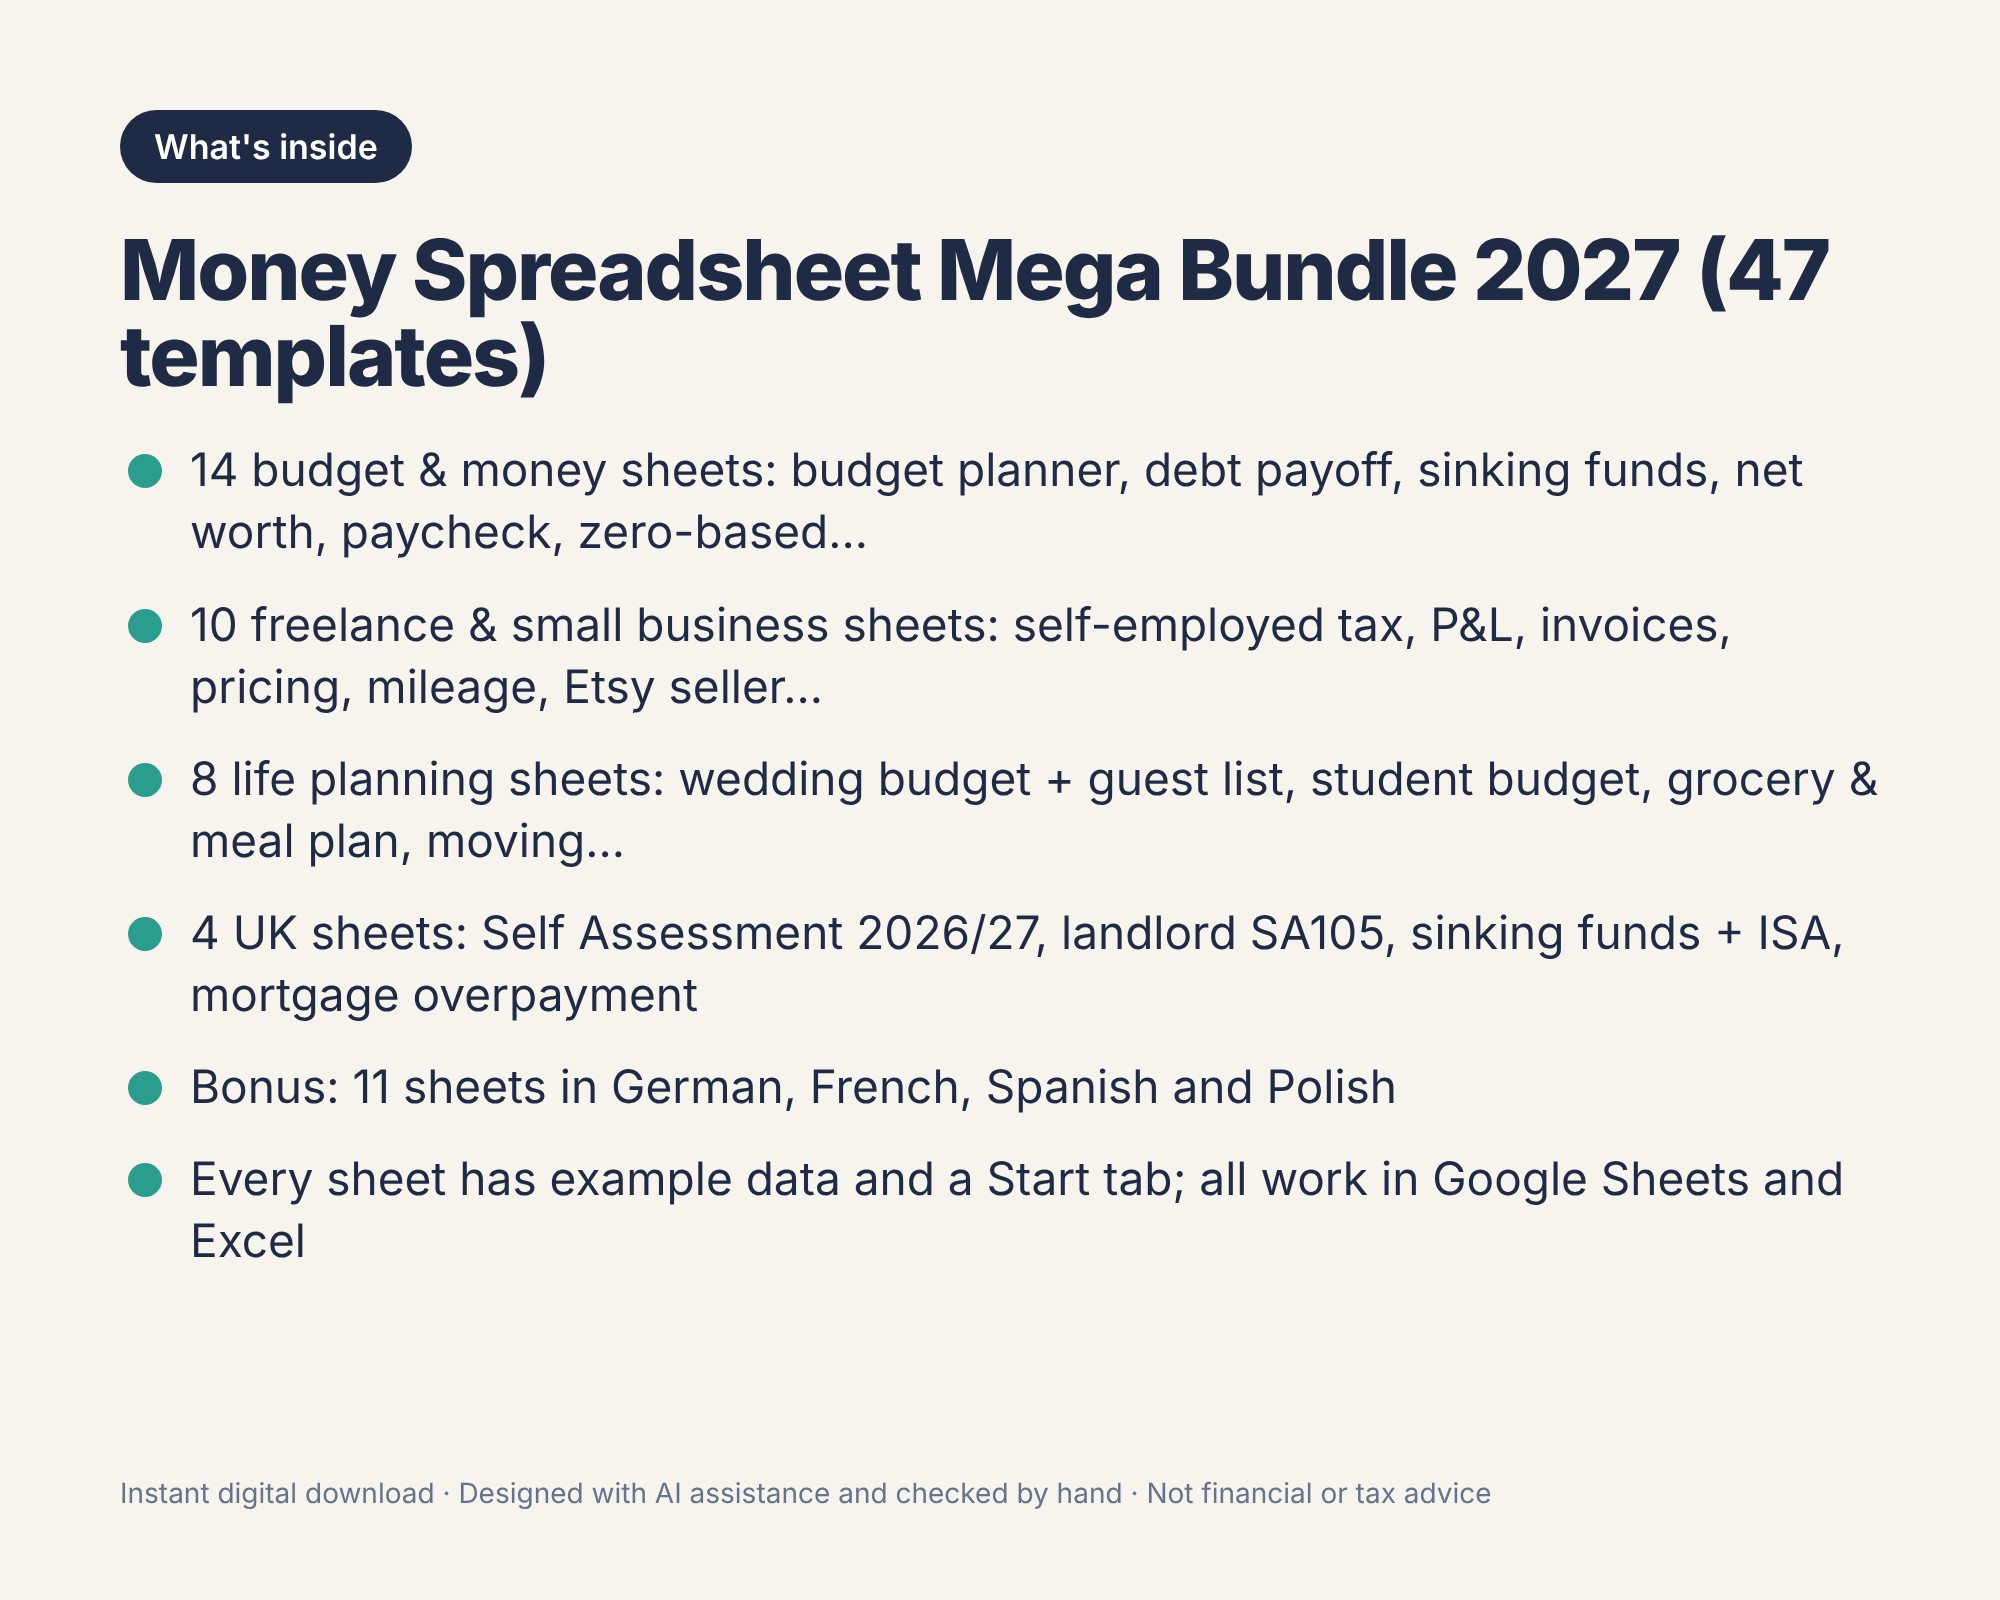 What's inside
Money Spreadsheet Mega Bundle 2027 (47
templates)
14 budget & money sheets: budget planner, debt payoff, sinking funds, net
worth, paycheck, zero-based…
10 freelance & small business sheets: self-employed tax, P&L, invoices,
pricing, mileage, Etsy seller…
8 life planning sheets: wedding budget + guest list, student budget, grocery &
meal plan, moving…
4 UK sheets: Self Assessment 2026/27, landlord SA105, sinking funds + ISA,
mortgage overpayment
Bonus: 11 sheets in German, French, Spanish and Polish
Every sheet has example data and a Start tab; all work in Google Sheets and
Excel
Instant digital download · Designed with AI assistance and checked by hand · Not financial or tax advice